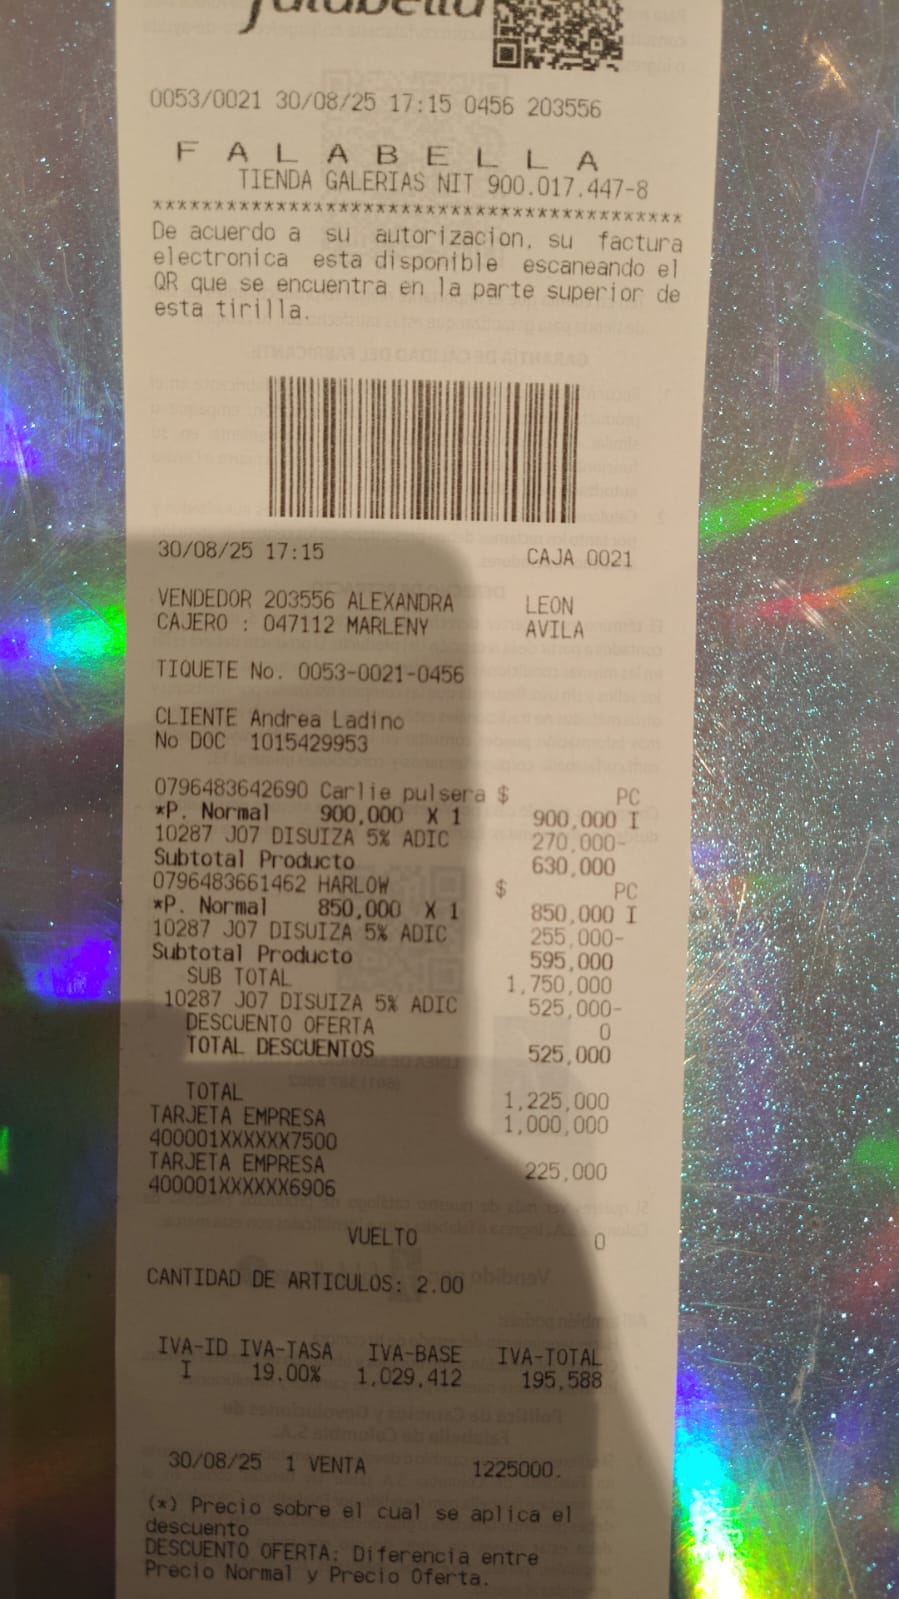 falabella
0053/0021 30/08/25 17:15 0456 203556
F A L A B E L L A
TIENDA GALERIAS NIT 900.017.447-8
******************************************
De acuerdo a su autorizacion, su factura
electronica esta disponible escaneando el
QR que se encuentra en la parte superior de
esta tirilla.
30/08/25 17:15 CAJA 0021
VENDEDOR 203556 ALEXANDRA LEON
CAJERO : 047112 MARLENY AVILA
TIQUETE No. 0053-0021-0456
CLIENTE Andrea Ladino
No DOC 1015429953
0796483642690 Carlie pulsera $ PC
*P. Normal 900,000 X 1 900,000 I
10287 J07 DISUIZA 5% ADIC 270,000-
Subtotal Producto 630,000
0796483661462 HARLOW $ PC
*P. Normal 850,000 X 1 850,000 I
10287 J07 DISUIZA 5% ADIC 255,000-
Subtotal Producto 595,000
SUB TOTAL 1,750,000
10287 J07 DISUIZA 5% ADIC 525,000-
DESCUENTO OFERTA 0
TOTAL DESCUENTOS 525,000
TOTAL 1,225,000
TARJETA EMPRESA 1,000,000
400001XXXXXX7500
TARJETA EMPRESA 225,000
400001XXXXXX6906
VUELTO 0
CANTIDAD DE ARTICULOS: 2.00
IVA-ID IVA-TASA IVA-BASE IVA-TOTAL
I 19.00% 1,029,412 195,588
30/08/25 1 VENTA 1225000.
(*) Precio sobre el cual se aplica el
descuento
DESCUENTO OFERTA: Diferencia entre
Precio Normal y Precio Oferta.